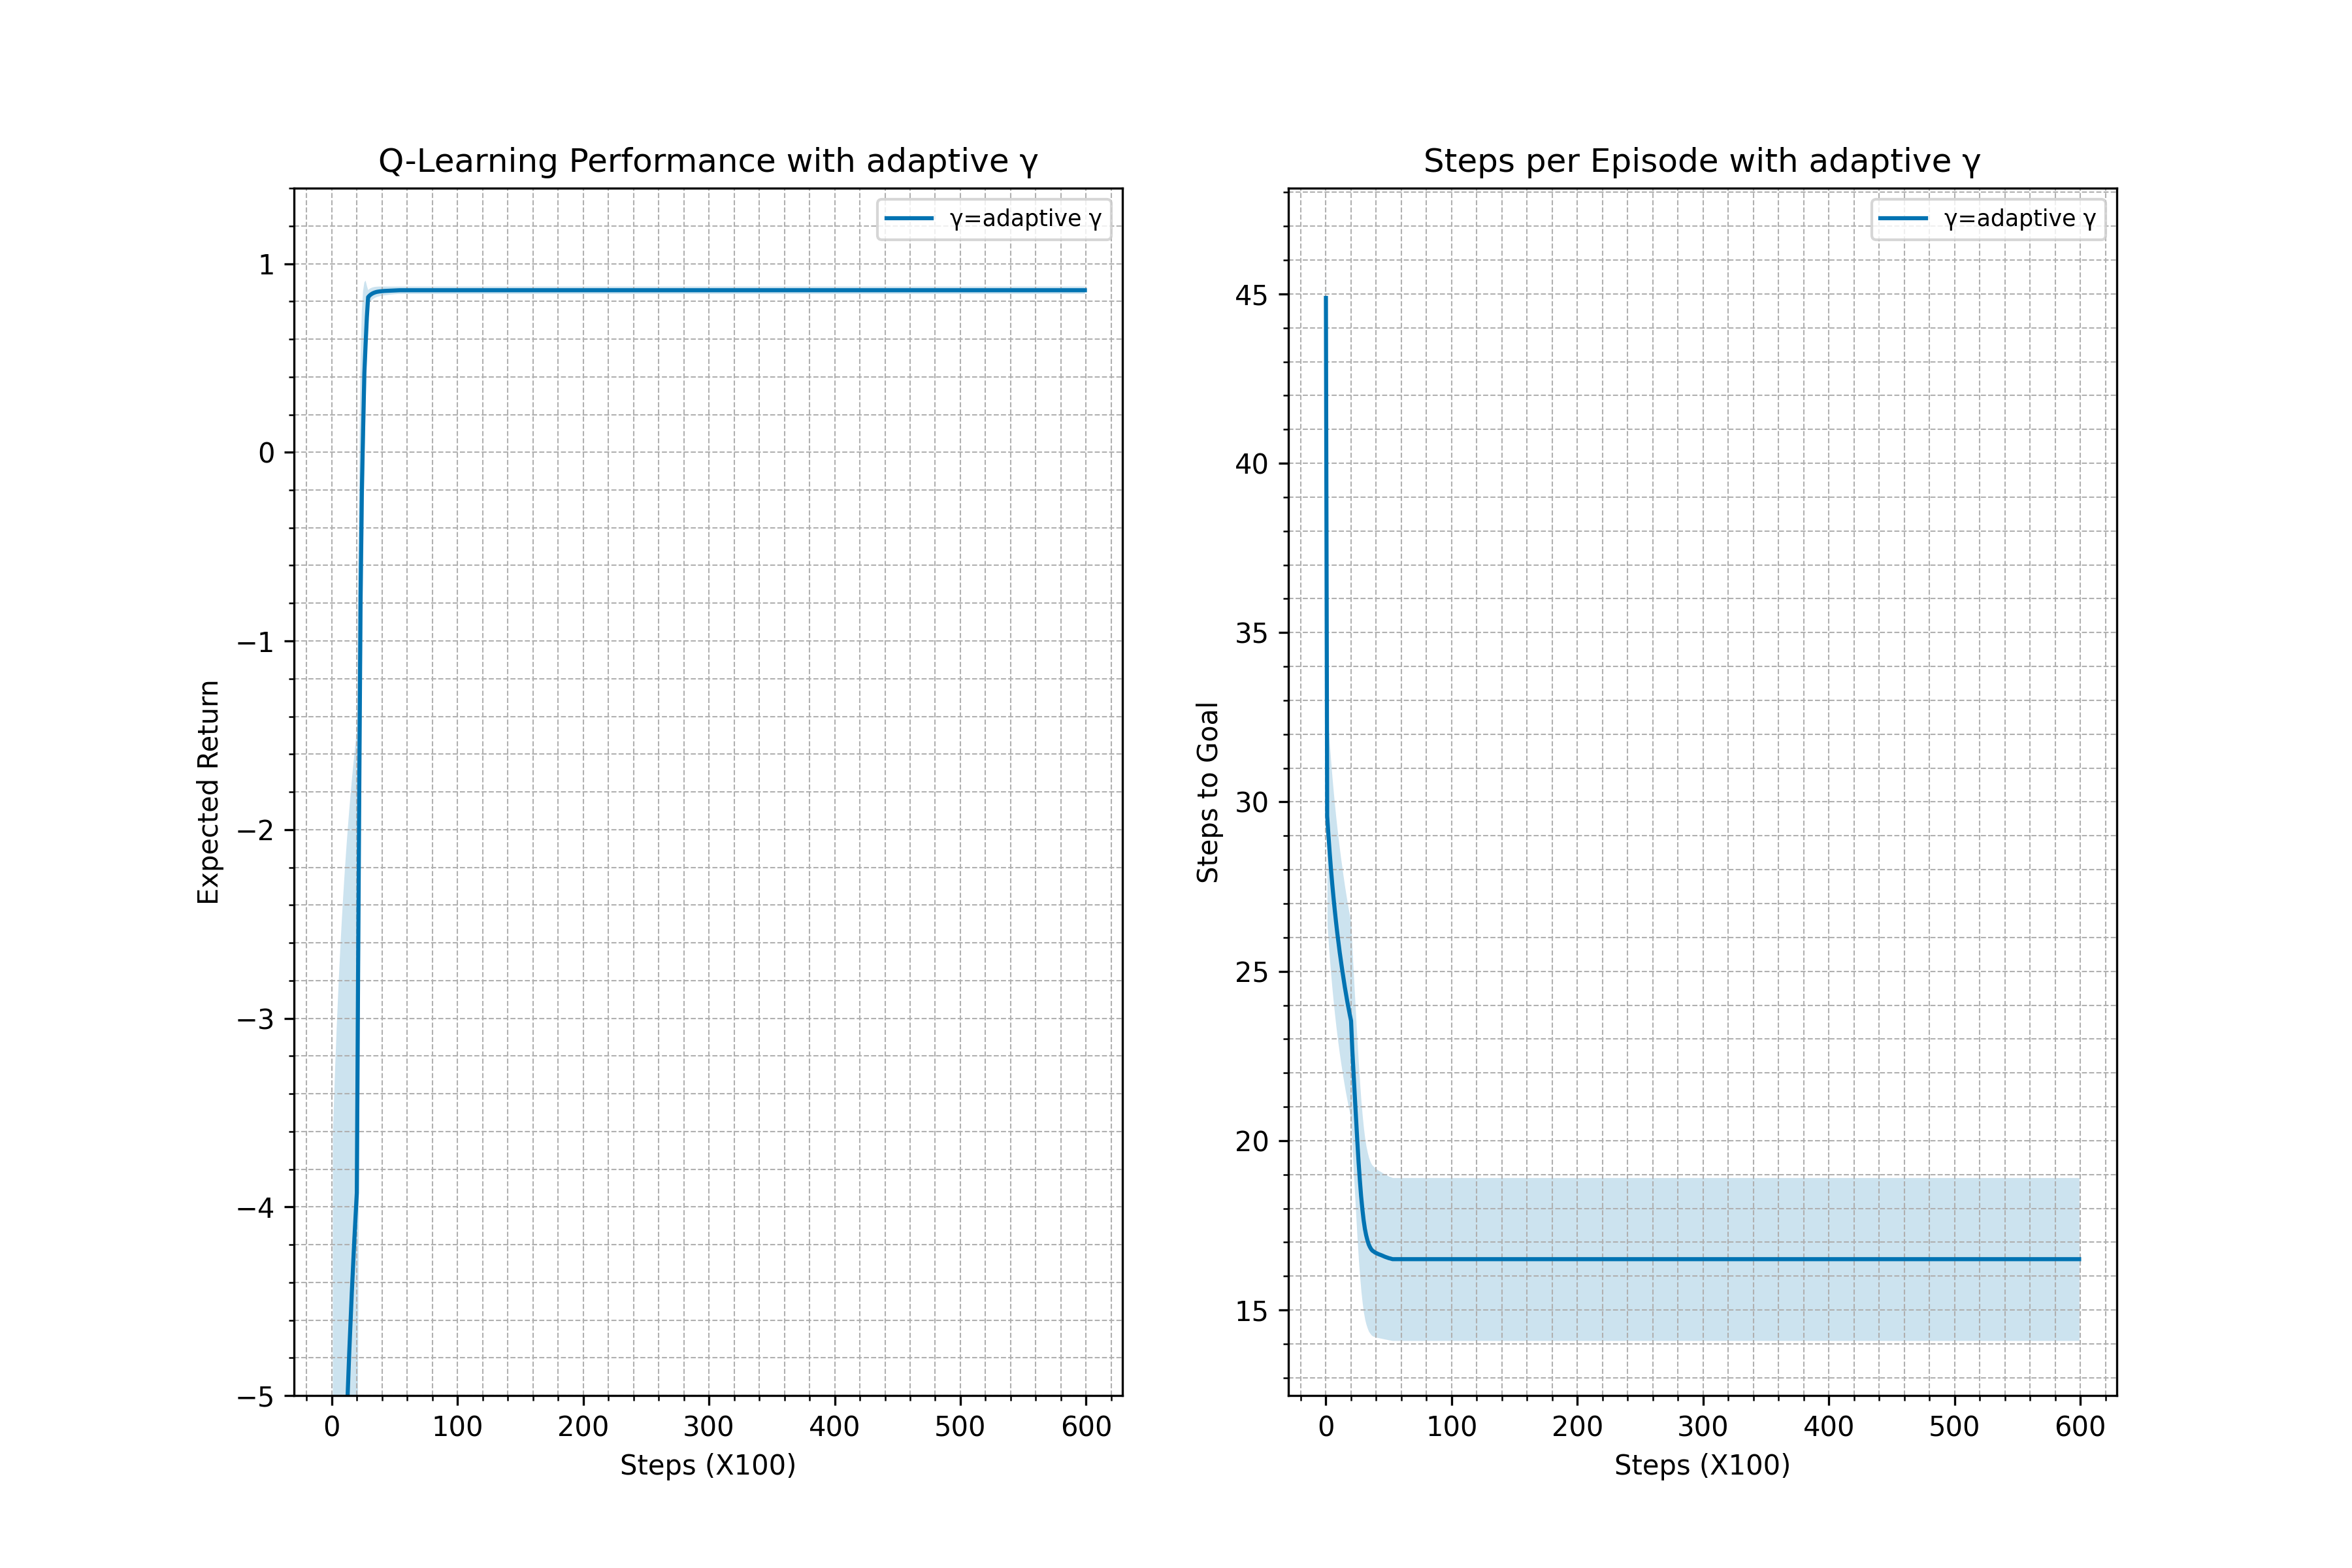 Q-Learning Performance with adaptive γ
γ=adaptive γ
1
0
−1
−2
−3
−4
−5
Expected Return
0 100 200 300 400 500 600
Steps (X100)
Steps per Episode with adaptive γ
γ=adaptive γ
45
40
35
30
25
20
15
Steps to Goal
0 100 200 300 400 500 600
Steps (X100)